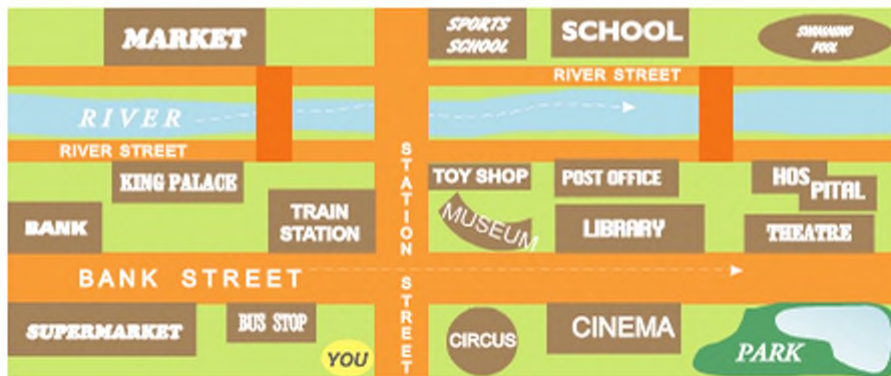 MARKET
SPORTS
SCHOOL
SCHOOL
SWIMMING
POOL
RIVER STREET
RIVER
RIVER STREET
STATION STREET
KING PALACE
TOY SHOP
POST OFFICE
HOS
PITAL
BANK
TRAIN
STATION
MUSEUM
LIBRARY
THEATRE
BANK STREET
SUPERMARKET
BUS STOP
YOU
CIRCUS
CINEMA
PARK